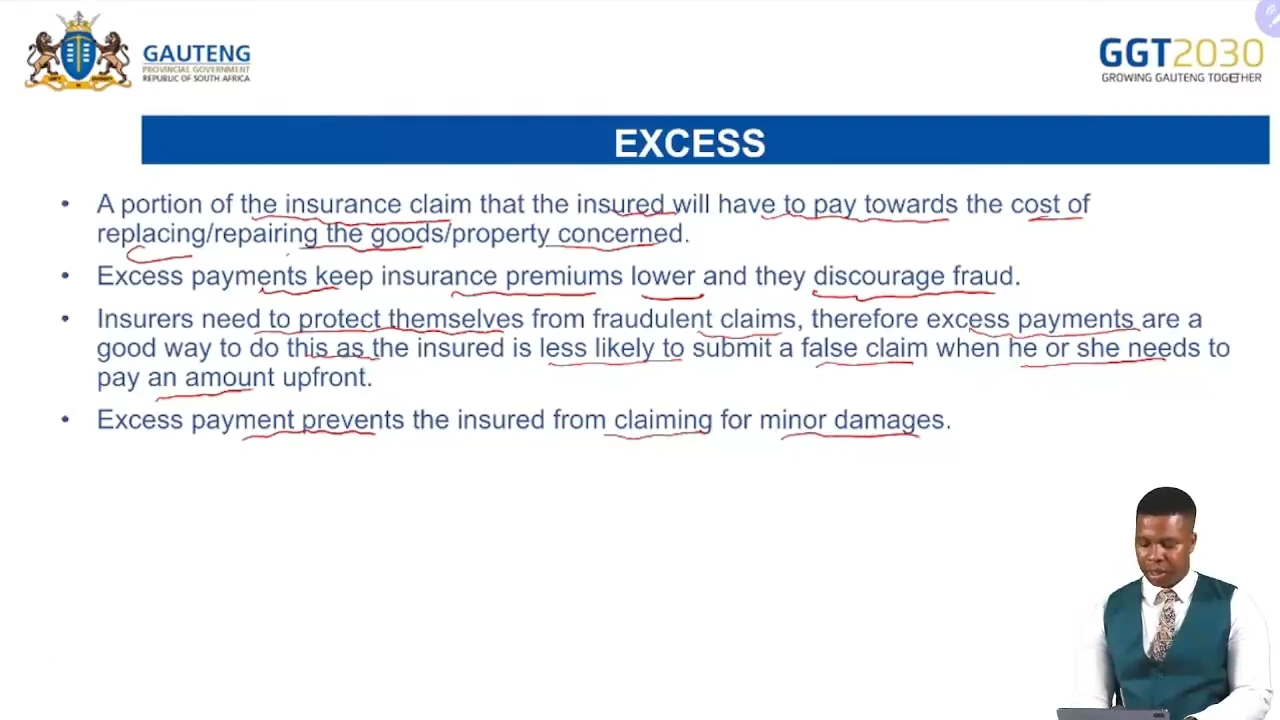 GAUTENG
PROVINCIAL GOVERNMENT
REPUBLIC OF SOUTH AFRICA
GGT2030
GROWING GAUTENG TOGETHER
EXCESS
• A portion of the insurance claim that the insured will have to pay towards the cost of
replacing/repairing the goods/property concerned.
• Excess payments keep insurance premiums lower and they discourage fraud.
• Insurers need to protect themselves from fraudulent claims, therefore excess payments are a
good way to do this as the insured is less likely to submit a false claim when he or she needs to
pay an amount upfront.
• Excess payment prevents the insured from claiming for minor damages.